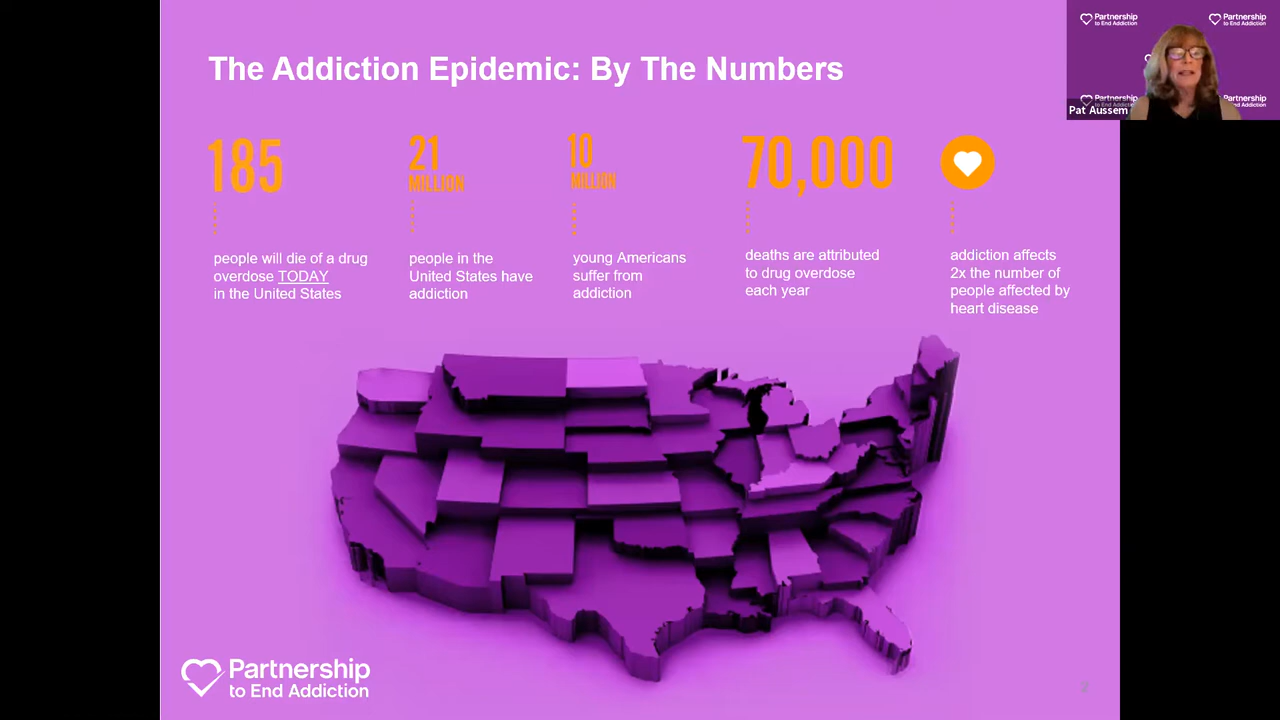 The Addiction Epidemic: By The Numbers
185
people will die of a drug
overdose TODAY
in the United States
21
MILLION
people in the
United States have
addiction
10
MILLION
young Americans
suffer from
addiction
70,000
deaths are attributed
to drug overdose
each year
addiction affects
2x the number of
people affected by
heart disease
Partnership
to End Addiction
2
Partnership
to End Addiction
Partnership
to End Addiction
Pat Aussem